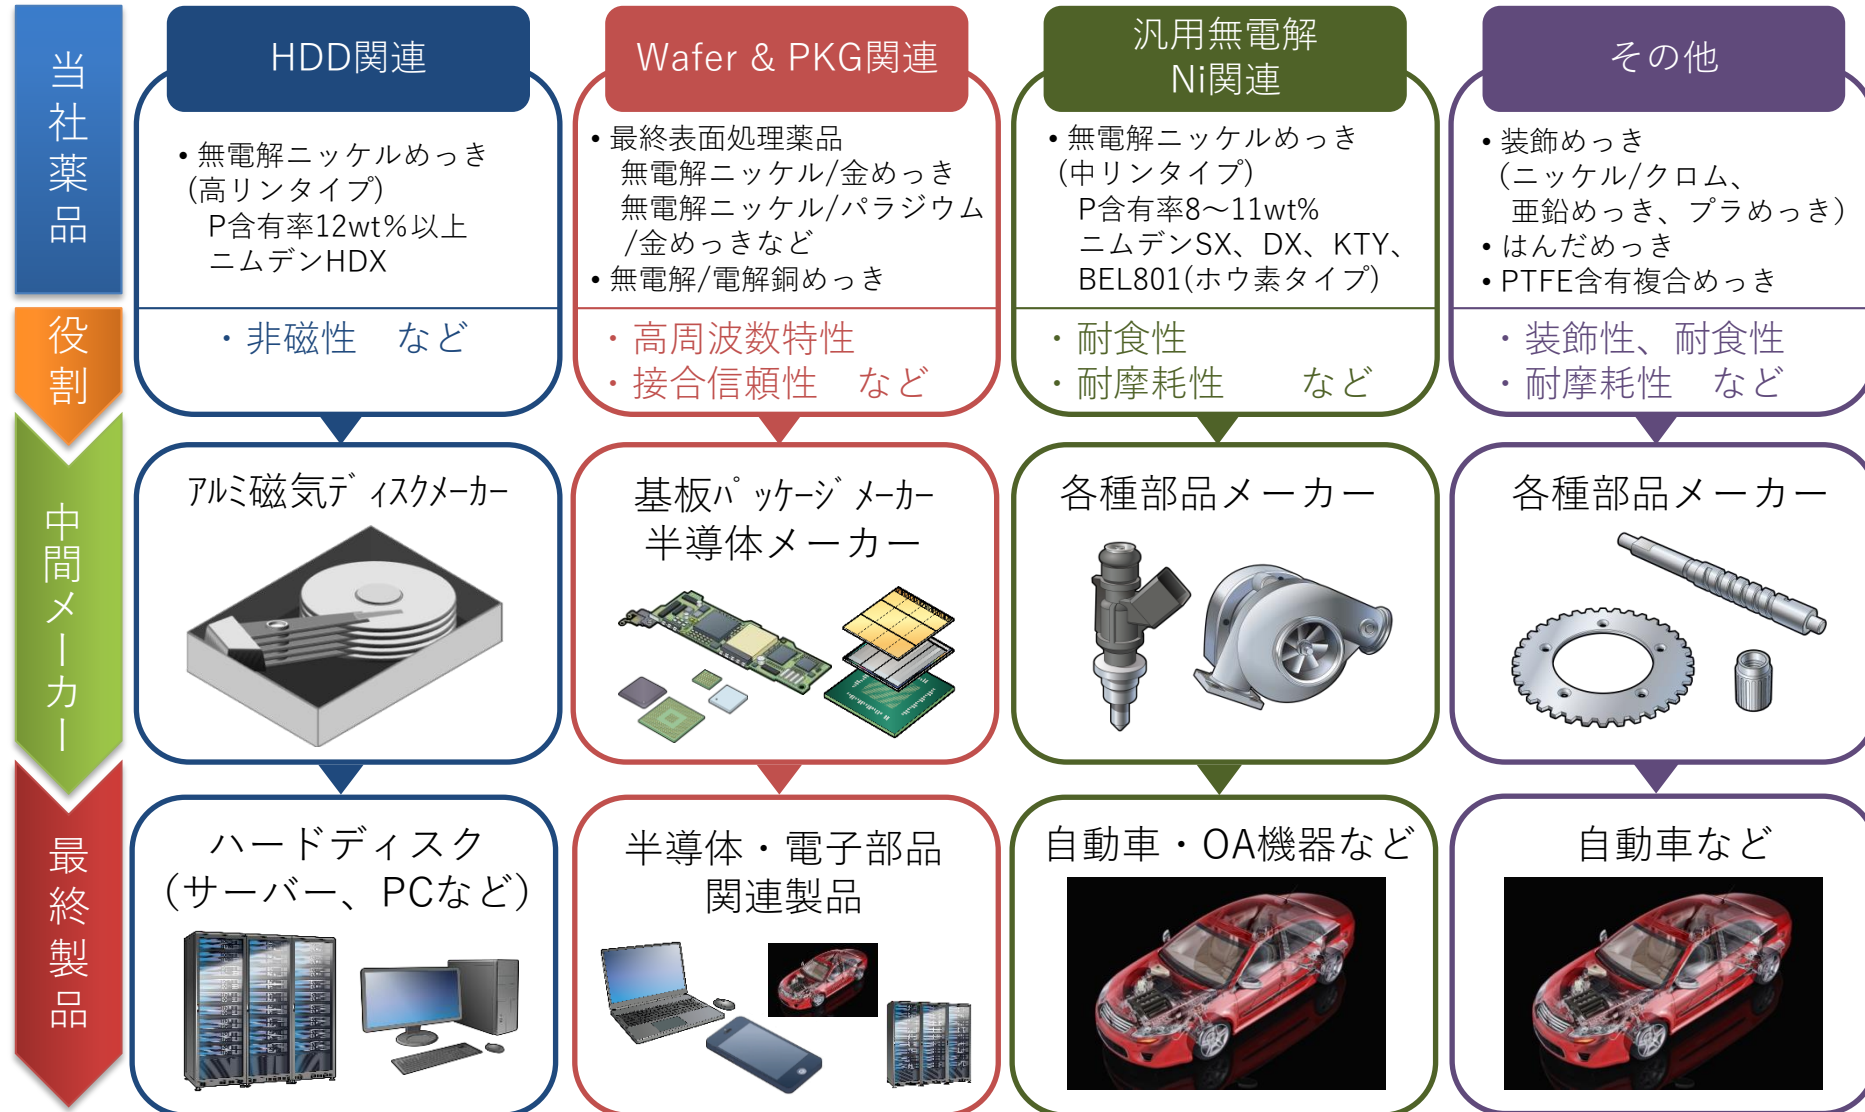 当社薬品
役割
中間メーカー
最終製品
HDD関連
・無電解ニッケルめっき
(高リンタイプ)
P含有率12wt%以上
ニムデンHDX
・非磁性　など
アルミ磁気ディスクメーカー
ハードディスク
(サーバー、PCなど)
Wafer & PKG関連
・最終表面処理薬品
無電解ニッケル/金めっき
無電解ニッケル/パラジウム
/金めっきなど
・無電解/電解銅めっき
・高周波数特性
・接合信頼性　など
基板パッケージメーカー
半導体メーカー
半導体・電子部品
関連製品
汎用無電解
Ni関連
・無電解ニッケルめっき
(中リンタイプ)
P含有率8～11wt%
ニムデンSX、DX、KTY、
BEL801(ホウ素タイプ)
・耐食性
・耐摩耗性　　など
各種部品メーカー
自動車・OA機器など
その他
・装飾めっき
(ニッケル/クロム、
亜鉛めっき、プラめっき)
・はんだめっき
・PTFE含有複合めっき
・装飾性、耐食性
・耐摩耗性　など
各種部品メーカー
自動車など